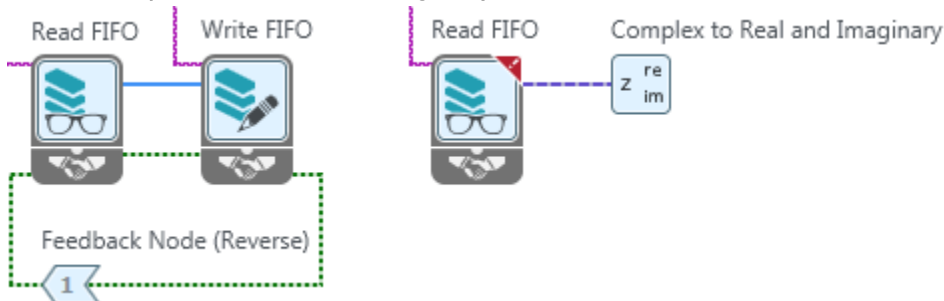 Read FIFO
Write FIFO
Read FIFO
Complex to Real and Imaginary
z re
im
Feedback Node (Reverse)
1